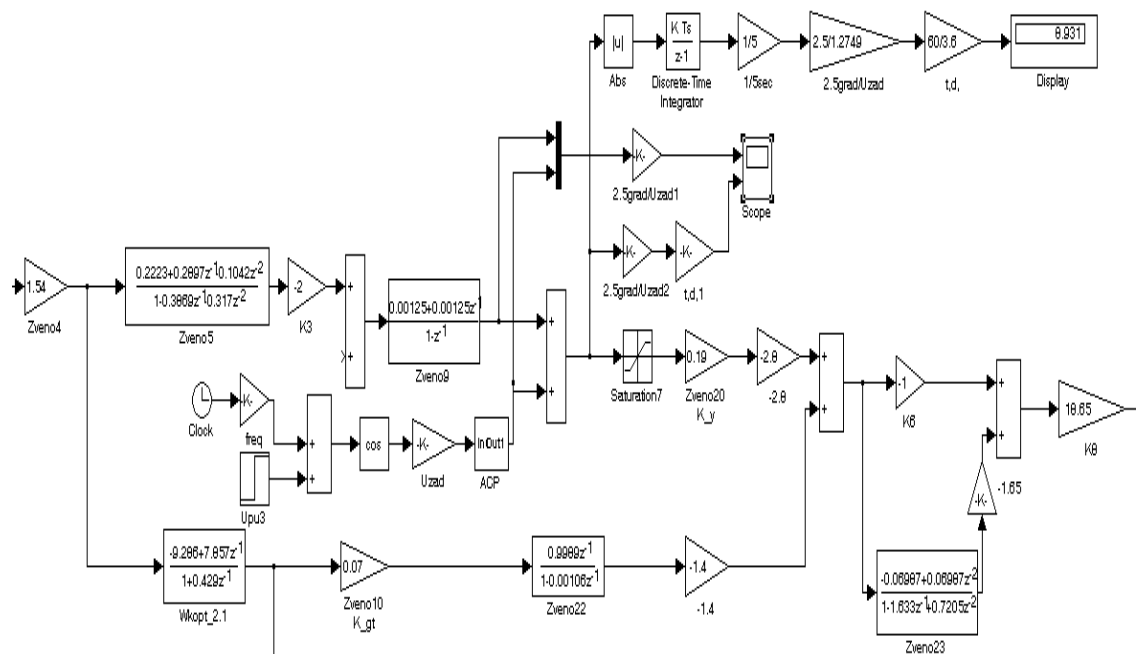 |u|
Abs
K Ts
z-1
Discrete-Time
Integrator
1/5
1/5sec
2.5/1.2749
2.5grad/Uzad
60/3.6
t,d,
8.931
Display
-K-
2.5grad/Uzad1
Scope
-K-
2.5grad/Uzad2
-K-
t,d,1
1.54
Zveno4
0.2223+0.2897z-1 0.1042z-2
1-0.3869z-1 0.317z-2
Zveno5
-2
K3
+
+
0.00125+0.00125z-1
1-z-1
Zveno9
+
+
Saturation7
0.19
Zveno20
K_y
-2.8
-2.8
+
+
-1
K6
+
+
18.65
K8
Clock
-K-
freq
Upu3
+
+
cos
-K-
Uzad
In Out1
ACP
-K-
-1.65
-9.286+7.857z-1
1+0.429z-1
Wkopt_2.1
0.07
Zveno10
K_gt
0.9989z-1
1-0.00106z-1
Zveno22
-1.4
-1.4
-0.06987+0.06987z-2
1-1.633z-1+0.7205z-2
Zveno23